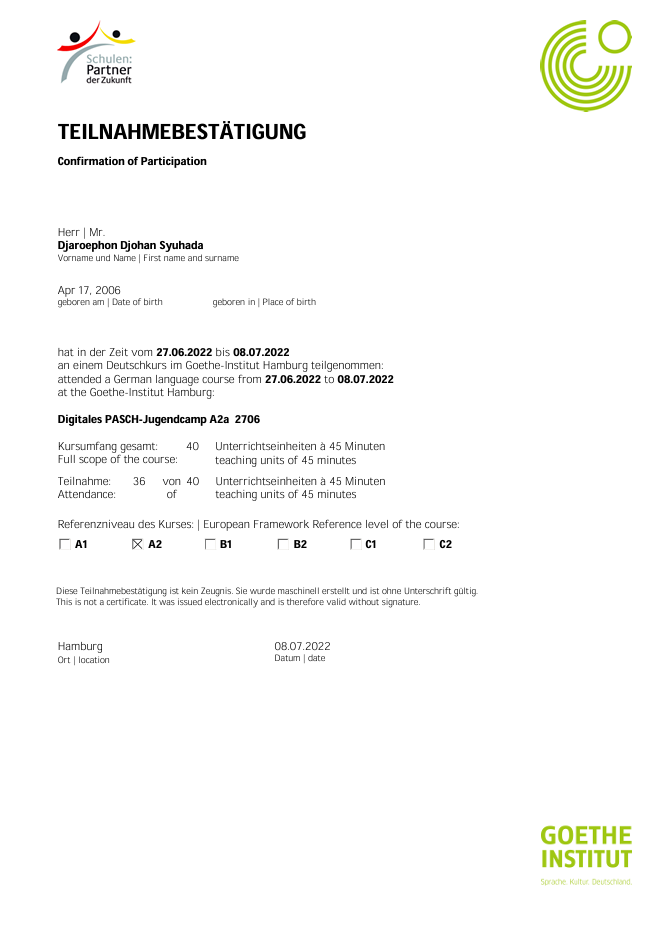 Schulen:
Partner
der Zukunft
TEILNAHMEBESTÄTIGUNG
Confirmation of Participation
Herr | Mr.
Djaroephon Djohan Syuhada
Vorname und Name | First name and surname
Apr 17, 2006
geboren am | Date of birth geboren in | Place of birth
hat in der Zeit vom 27.06.2022 bis 08.07.2022
an einem Deutschkurs im Goethe-Institut Hamburg teilgenommen:
attended a German language course from 27.06.2022 to 08.07.2022
at the Goethe-Institut Hamburg:
Digitales PASCH-Jugendcamp A2a 2706
Kursumfang gesamt: 40 Unterrichtseinheiten à 45 Minuten
Full scope of the course: teaching units of 45 minutes
Teilnahme: 36 von 40 Unterrichtseinheiten à 45 Minuten
Attendance: of teaching units of 45 minutes
Referenzniveau des Kurses: | European Framework Reference level of the course:
A1 A2 B1 B2 C1 C2
Diese Teilnahmebestätigung ist kein Zeugnis. Sie wurde maschinell erstellt und ist ohne Unterschrift gültig.
This is not a certificate. It was issued electronically and is therefore valid without signature.
Hamburg 08.07.2022
Ort | location Datum | date
GOETHE
INSTITUT
Sprache. Kultur. Deutschland.